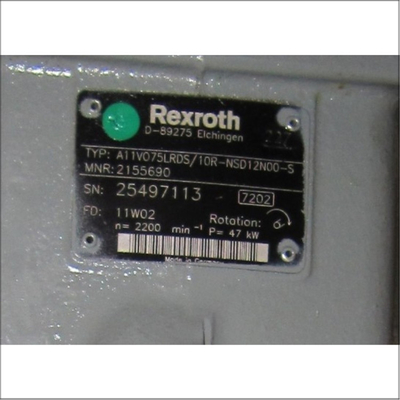 Rexroth
D-89275 Elchingen
TYP: A11VO75LRDS/10R-NSD12N00-S
MNR: 2155690
SN: 25497113 7202
FD: 11W02 Rotation:
n= 2200 min⁻¹ P= 47 kW
Made in Germany